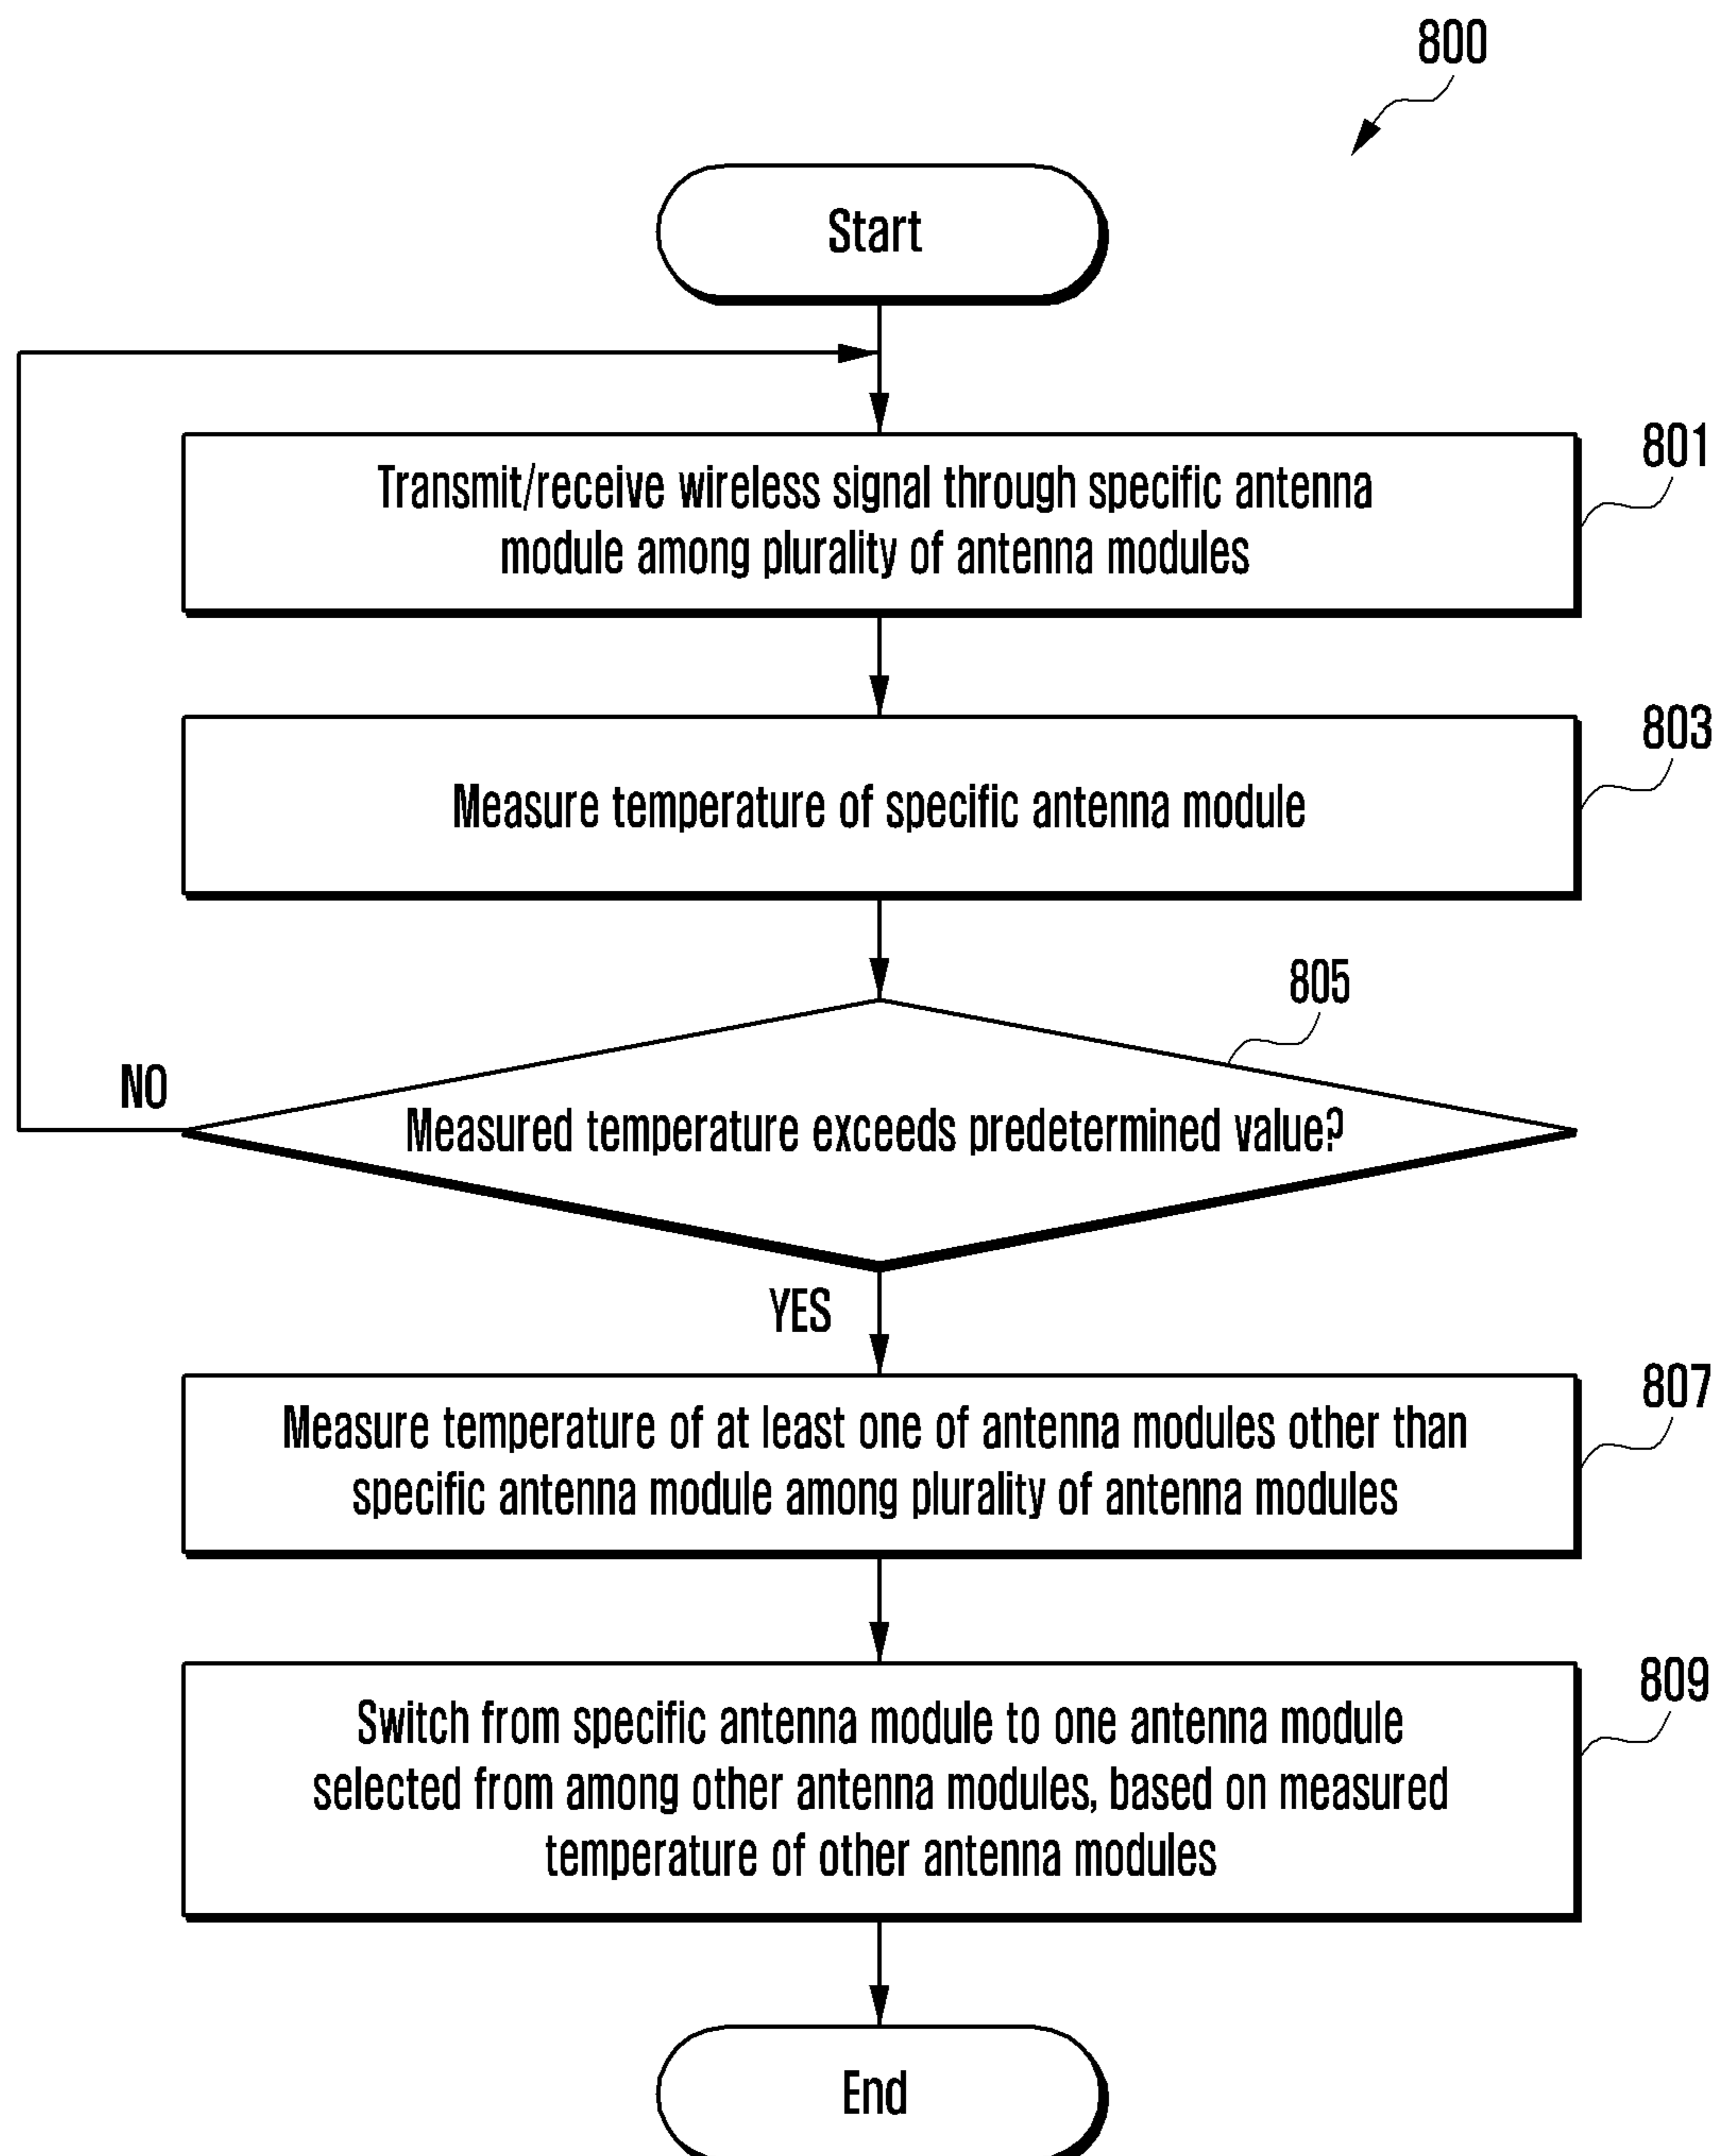 800
Start
Transmit/receive wireless signal through specific antenna
module among plurality of antenna modules
801
Measure temperature of specific antenna module
803
805
Measured temperature exceeds predetermined value?
NO
YES
Measure temperature of at least one of antenna modules other than
specific antenna module among plurality of antenna modules
807
Switch from specific antenna module to one antenna module
selected from among other antenna modules, based on measured
temperature of other antenna modules
809
End